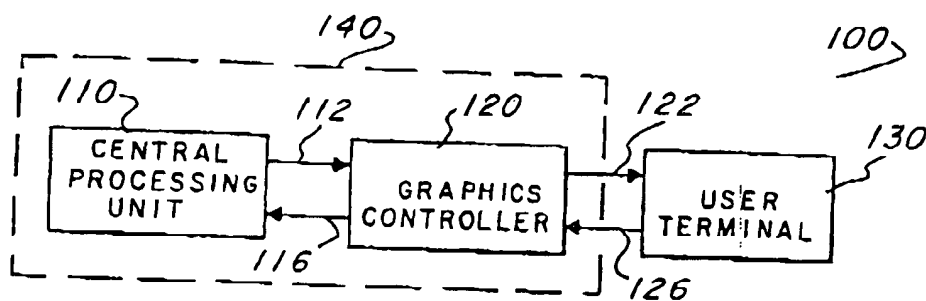 140
100
110
112
120
122
130
CENTRAL
PROCESSING
UNIT
GRAPHICS
CONTROLLER
USER
TERMINAL
116
126